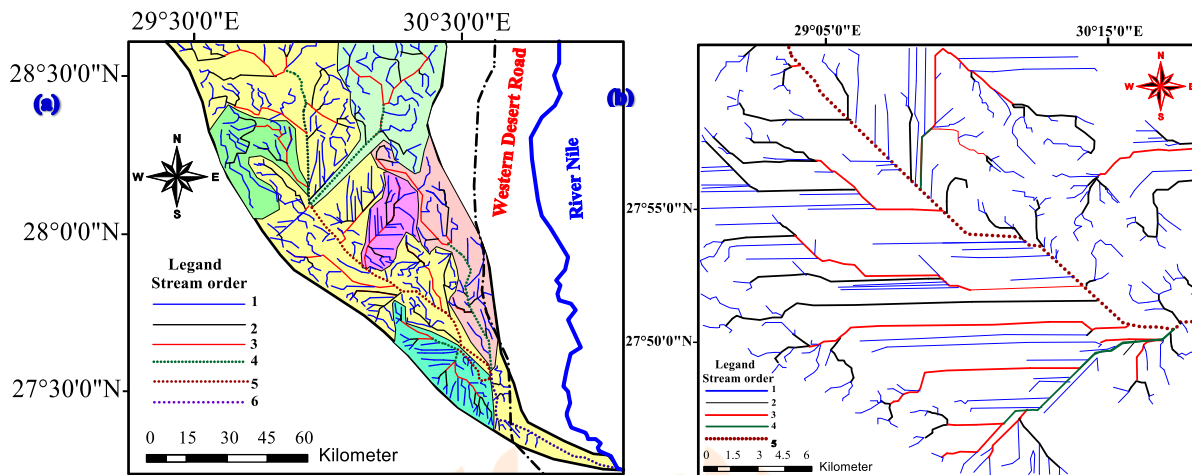 29°30'0"E 30°30'0"E
28°30'0"N
28°0'0"N
27°30'0"N
(a)
N
W E
S
Western Desert Road
River Nile
Legand
Stream order
1
2
3
4
5
6
0 15 30 45 60
Kilometer
(b)
29°05'0"E 30°15'0"E
27°55'0"N
27°50'0"N
N
W E
S
Legand
Stream order
1
2
3
4
5
0 1.5 3 4.5 6
Kilometer